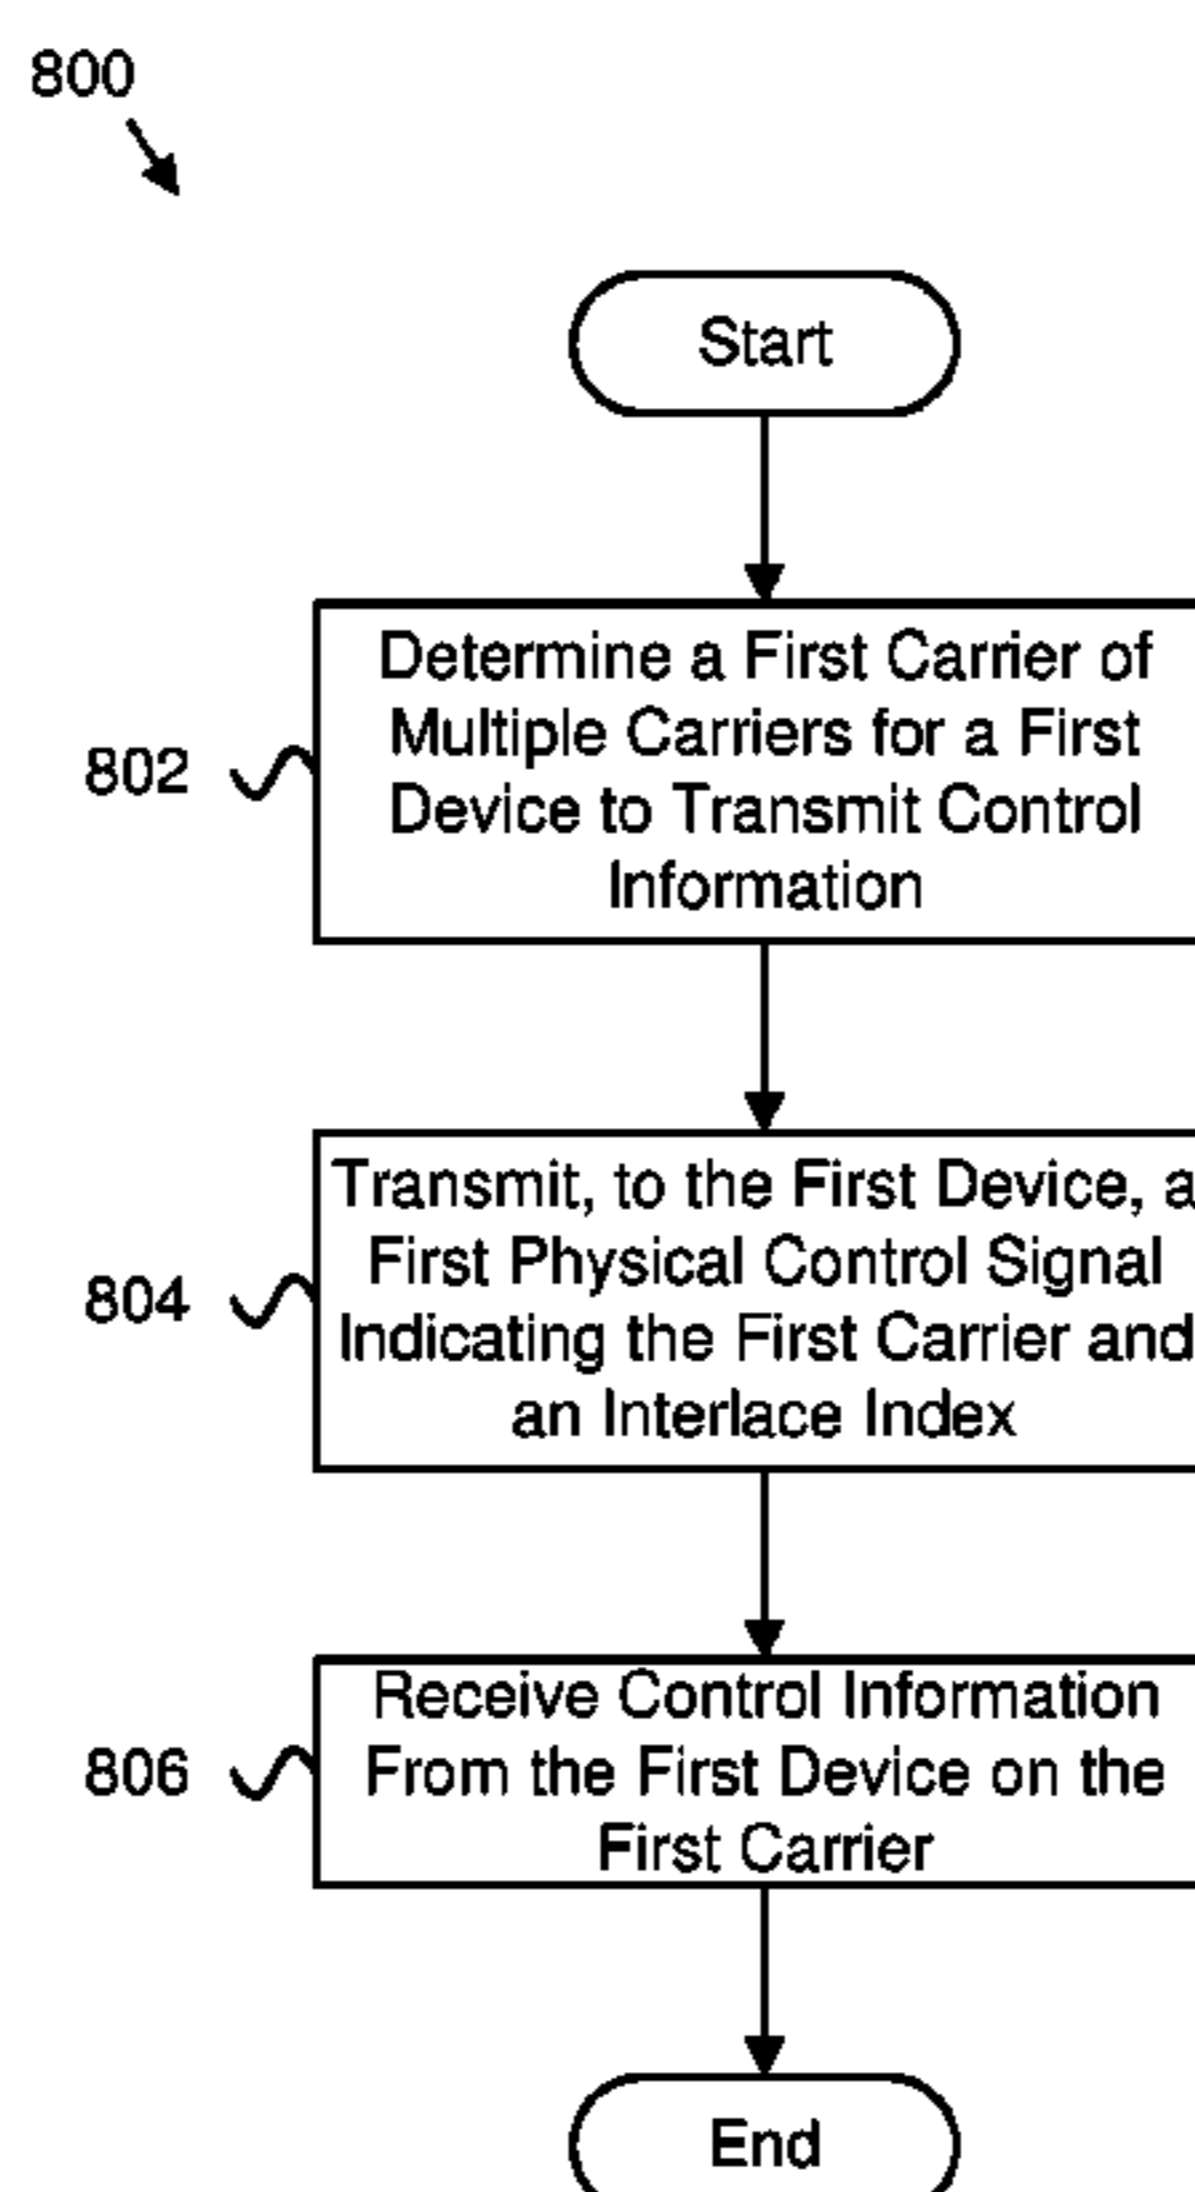 800
Start
802
Determine a First Carrier of
Multiple Carriers for a First
Device to Transmit Control
Information
804
Transmit, to the First Device, a
First Physical Control Signal
Indicating the First Carrier and
an Interlace Index
806
Receive Control Information
From the First Device on the
First Carrier
End